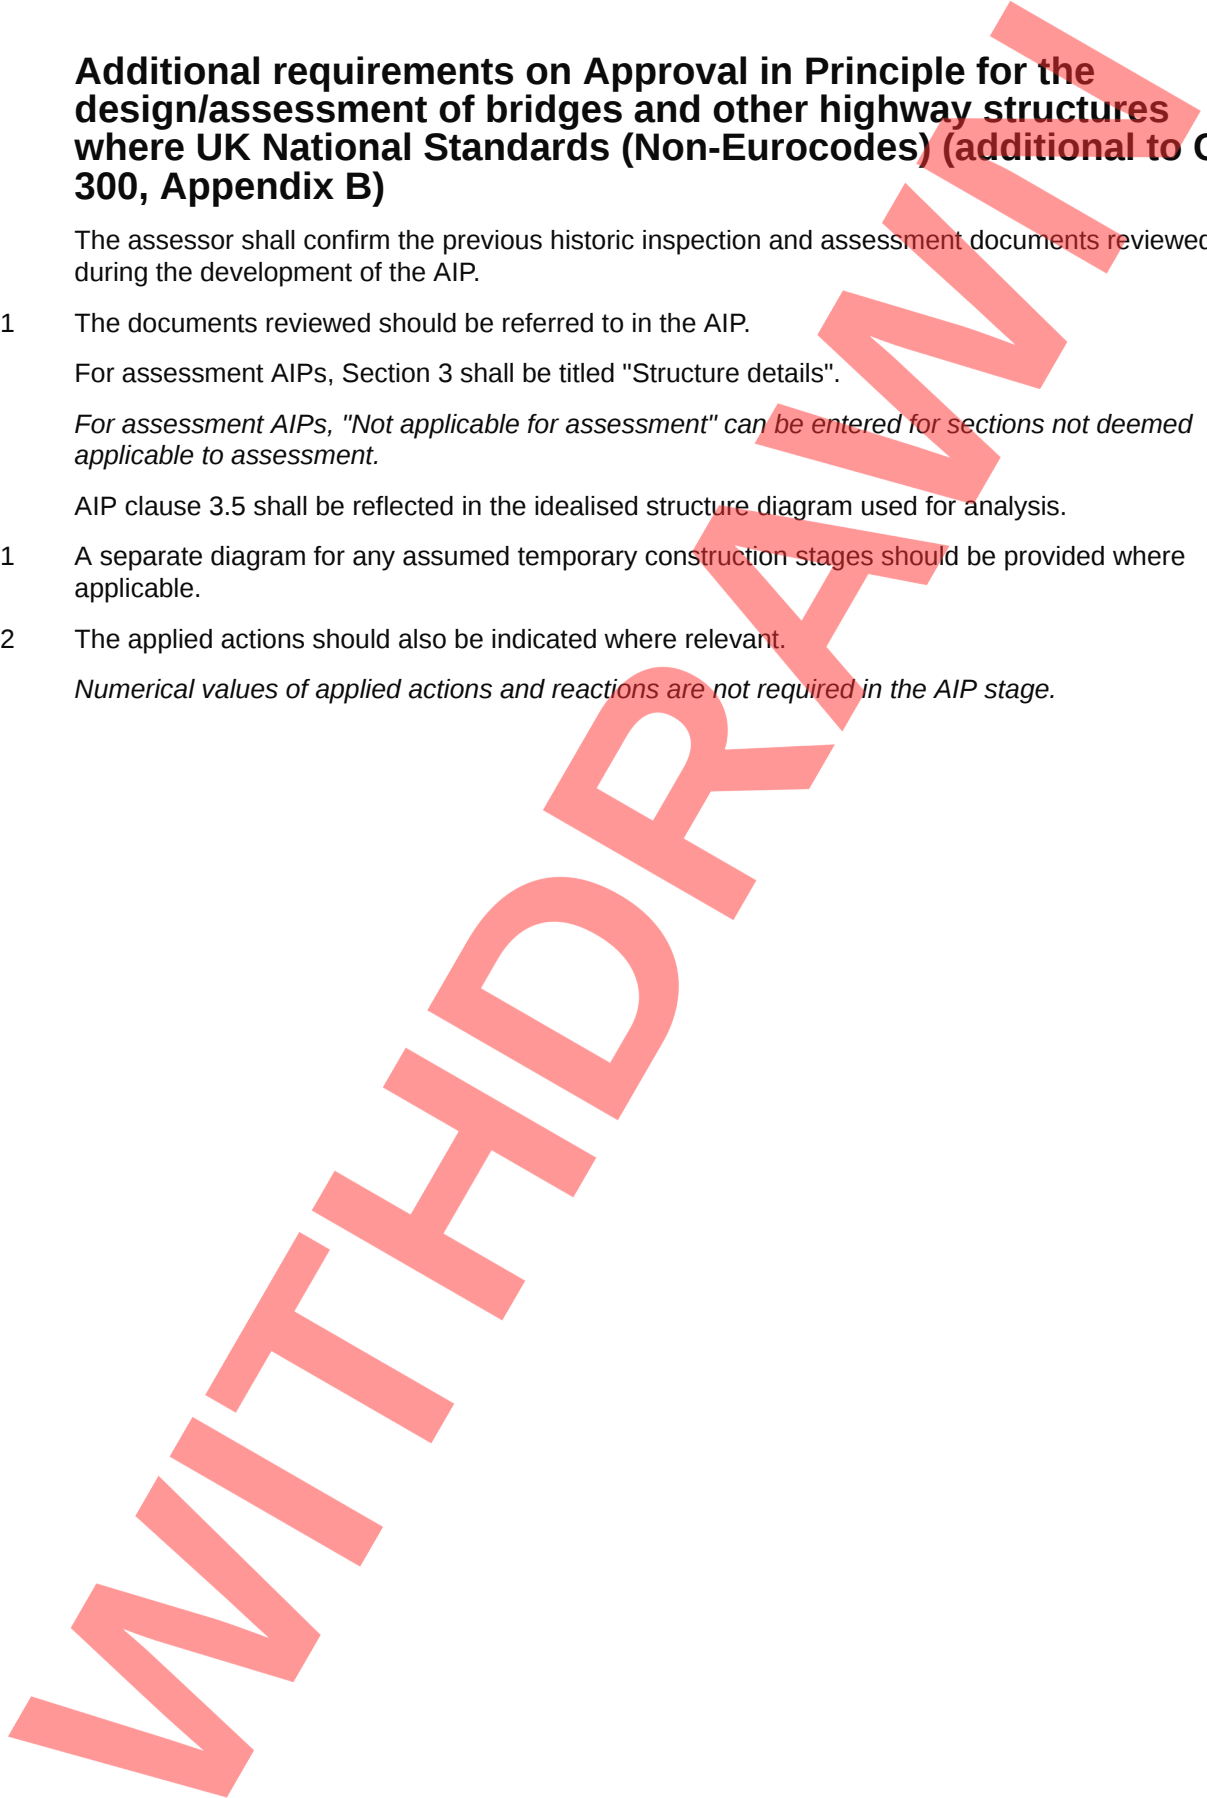 Additional requirements on Approval in Principle for the
design/assessment of bridges and other highway structures
where UK National Standards (Non-Eurocodes) (additional to
300, Appendix B)
The assessor shall confirm the previous historic inspection and assessment documents reviewed
during the development of the AIP.
1 The documents reviewed should be referred to in the AIP.
For assessment AIPs, Section 3 shall be titled "Structure details".
For assessment AIPs, "Not applicable for assessment" can be entered for sections not deemed
applicable to assessment.
AIP clause 3.5 shall be reflected in the idealised structure diagram used for analysis.
1 A separate diagram for any assumed temporary construction stages should be provided where
applicable.
2 The applied actions should also be indicated where relevant.
Numerical values of applied actions and reactions are not required in the AIP stage.
WITHDRAWN